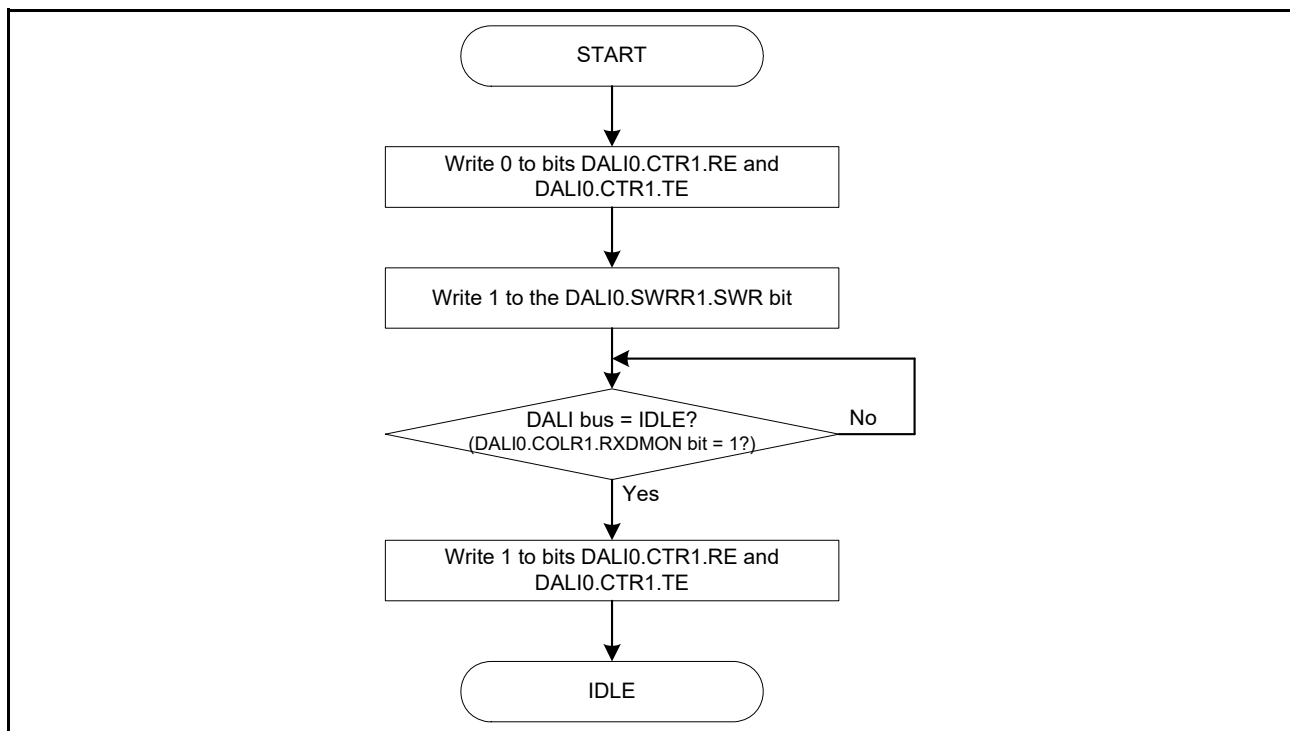 START
Write 0 to bits DALI0.CTR1.RE and
DALI0.CTR1.TE
Write 1 to the DALI0.SWRR1.SWR bit
DALI bus = IDLE?
(DALI0.COLR1.RXDMON bit = 1?)
No
Yes
Write 1 to bits DALI0.CTR1.RE and
DALI0.CTR1.TE
IDLE